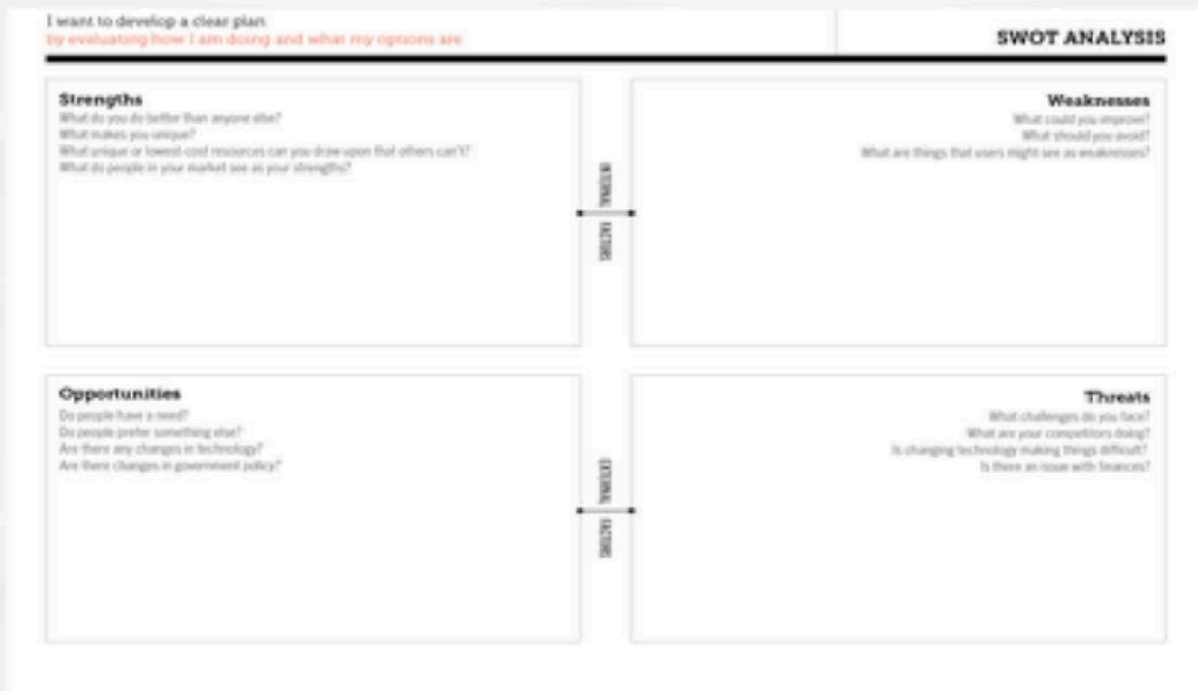 I want to develop a clear plan
by evaluating how I am doing and what my options are
SWOT ANALYSIS
Strengths
What do you do better than anyone else?
What makes you unique?
What unique or lowest-cost resources can you draw upon that others can't?
What do people in your market see as your strengths?
Weaknesses
What could you improve?
What should you avoid?
What are things that users might see as weaknesses?
INTERNAL FACTORS
Opportunities
Do people have a need?
Do people prefer something else?
Are there any changes in technology?
Are there changes in government policy?
Threats
What challenges do you face?
What are your competitors doing?
Is changing technology making things difficult?
Is there an issue with finances?
EXTERNAL FACTORS